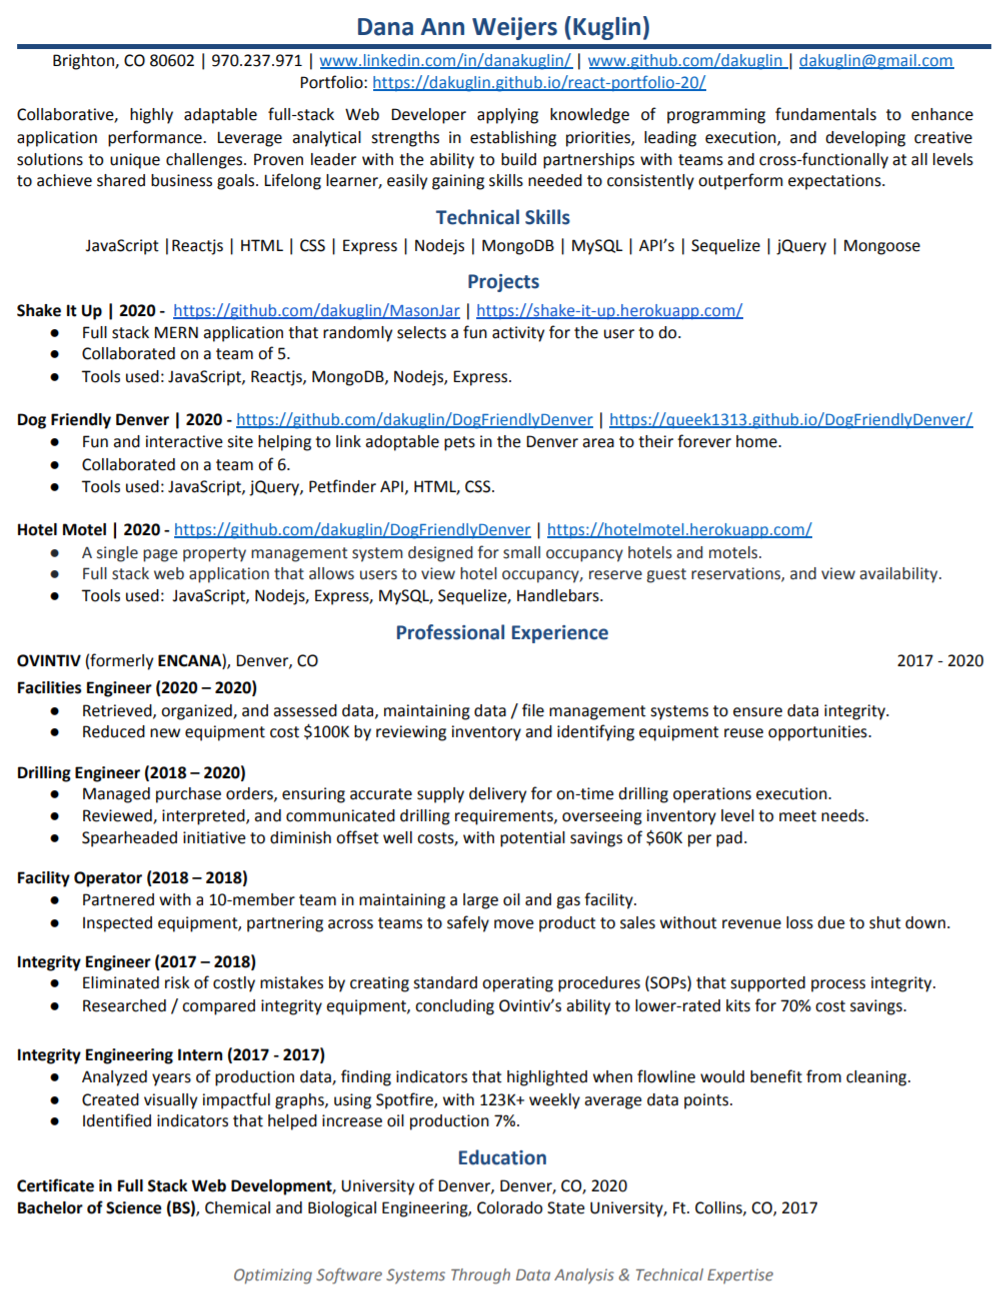 Dana Ann Weijers (Kuglin)
Brighton, CO 80602 | 970.237.971 | www.linkedin.com/in/danakuglin/ | www.github.com/dakuglin | dakuglin@gmail.com
Portfolio: https://dakuglin.github.io/react-portfolio-20/
Collaborative, highly adaptable full-stack Web Developer applying knowledge of programming fundamentals to enhance
application performance. Leverage analytical strengths in establishing priorities, leading execution, and developing creative
solutions to unique challenges. Proven leader with the ability to build partnerships with teams and cross-functionally at all levels
to achieve shared business goals. Lifelong learner, easily gaining skills needed to consistently outperform expectations.
Technical Skills
JavaScript |Reactjs | HTML | CSS | Express | Nodejs | MongoDB | MySQL | API's | Sequelize | jQuery | Mongoose
Projects
Shake It Up | 2020 - https://github.com/dakuglin/MasonJar | https://shake-it-up.herokuapp.com/
● Full stack MERN application that randomly selects a fun activity for the user to do.
● Collaborated on a team of 5.
● Tools used: JavaScript, Reactjs, MongoDB, Nodejs, Express.
Dog Friendly Denver | 2020 - https://github.com/dakuglin/DogFriendlyDenver | https://queek1313.github.io/DogFriendlyDenver/
● Fun and interactive site helping to link adoptable pets in the Denver area to their forever home.
● Collaborated on a team of 6.
● Tools used: JavaScript, jQuery, Petfinder API, HTML, CSS.
Hotel Motel | 2020 - https://github.com/dakuglin/DogFriendlyDenver | https://hotelmotel.herokuapp.com/
● A single page property management system designed for small occupancy hotels and motels.
● Full stack web application that allows users to view hotel occupancy, reserve guest reservations, and view availability.
● Tools used: JavaScript, Nodejs, Express, MySQL, Sequelize, Handlebars.
Professional Experience
OVINTIV (formerly ENCANA), Denver, CO 2017 - 2020
Facilities Engineer (2020 – 2020)
● Retrieved, organized, and assessed data, maintaining data / file management systems to ensure data integrity.
● Reduced new equipment cost $100K by reviewing inventory and identifying equipment reuse opportunities.
Drilling Engineer (2018 – 2020)
● Managed purchase orders, ensuring accurate supply delivery for on-time drilling operations execution.
● Reviewed, interpreted, and communicated drilling requirements, overseeing inventory level to meet needs.
● Spearheaded initiative to diminish offset well costs, with potential savings of $60K per pad.
Facility Operator (2018 – 2018)
● Partnered with a 10-member team in maintaining a large oil and gas facility.
● Inspected equipment, partnering across teams to safely move product to sales without revenue loss due to shut down.
Integrity Engineer (2017 – 2018)
● Eliminated risk of costly mistakes by creating standard operating procedures (SOPs) that supported process integrity.
● Researched / compared integrity equipment, concluding Ovintiv's ability to lower-rated kits for 70% cost savings.
Integrity Engineering Intern (2017 - 2017)
● Analyzed years of production data, finding indicators that highlighted when flowline would benefit from cleaning.
● Created visually impactful graphs, using Spotfire, with 123K+ weekly average data points.
● Identified indicators that helped increase oil production 7%.
Education
Certificate in Full Stack Web Development, University of Denver, Denver, CO, 2020
Bachelor of Science (BS), Chemical and Biological Engineering, Colorado State University, Ft. Collins, CO, 2017
Optimizing Software Systems Through Data Analysis & Technical Expertise